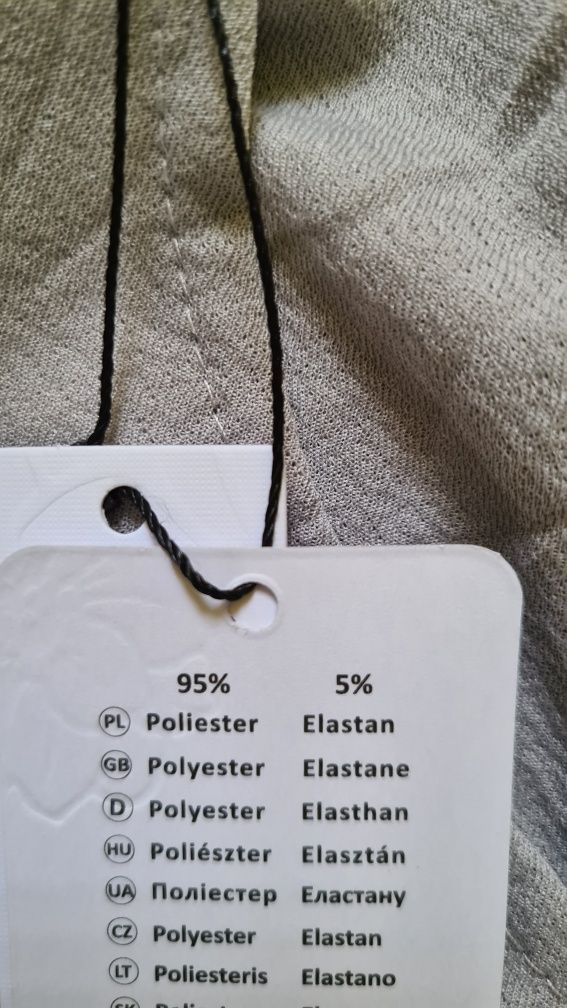 95% 5%
PL Poliester Elastan
GB Polyester Elastane
D Polyester Elasthan
HU Poliészter Elasztán
UA Поліестер Еластану
CZ Polyester Elastan
LT Poliesteris Elastano
SK